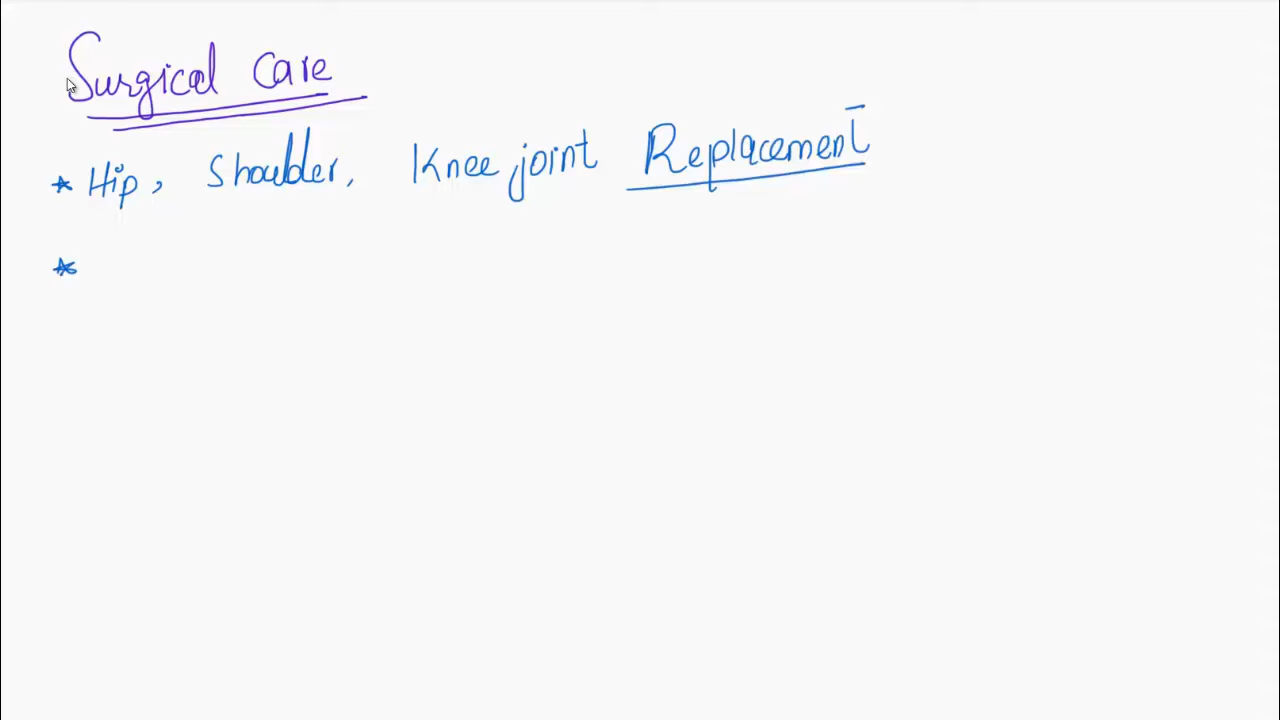 Surgical Care
* Hip, Shoulder, Knee joint Replacement
*